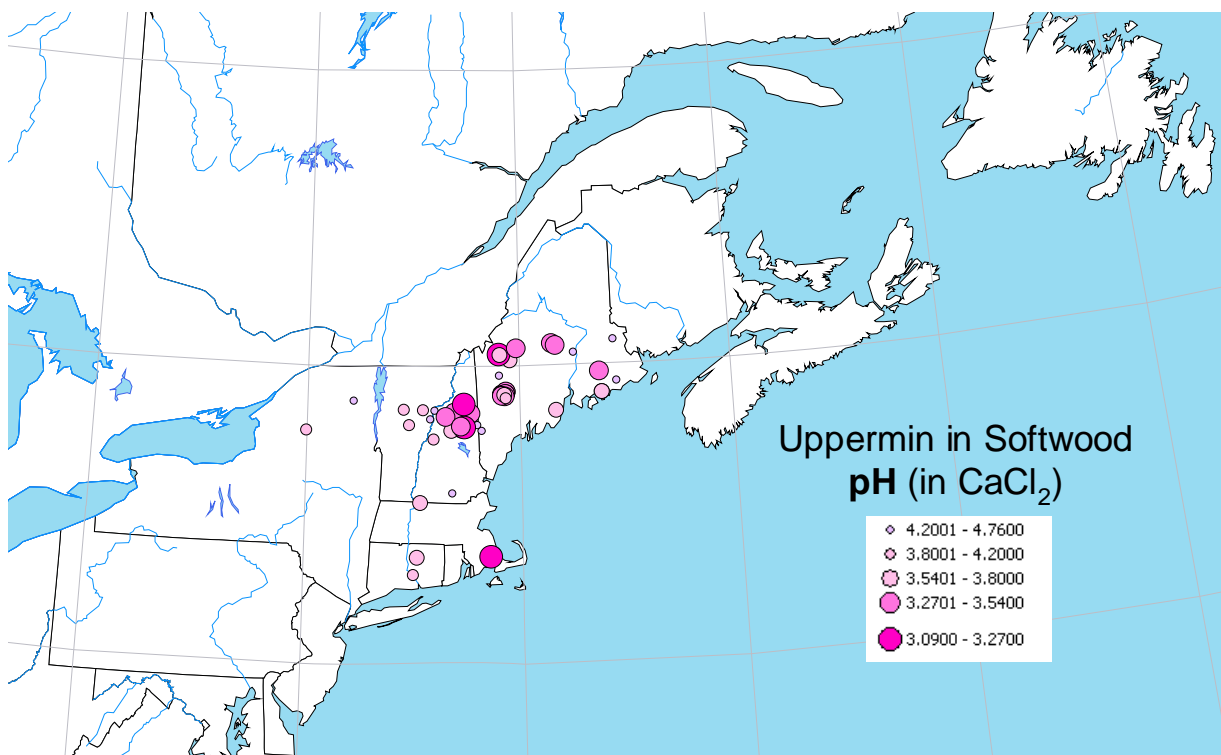 Uppermin in Softwood
pH (in CaCl₂)
4.2001 - 4.7600
3.8001 - 4.2000
3.5401 - 3.8000
3.2701 - 3.5400
3.0900 - 3.2700